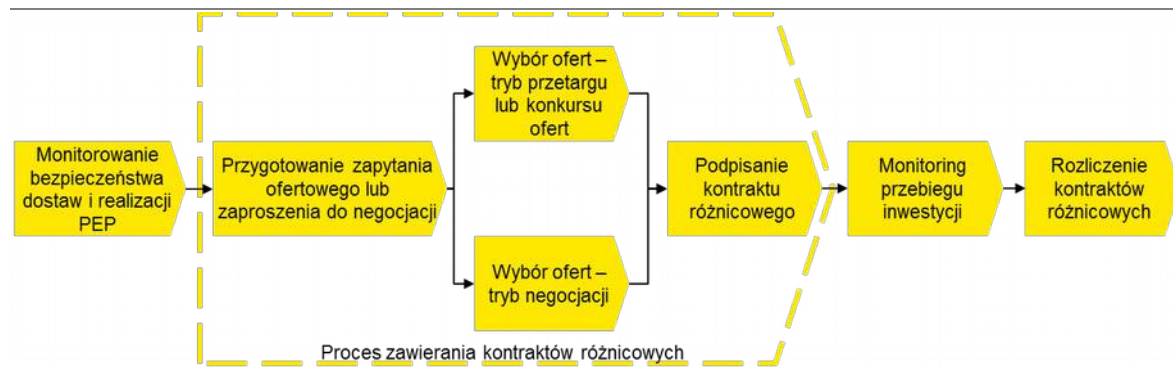 Monitorowanie
bezpieczeństwa
dostaw i realizacji
PEP
Przygotowanie zapytania
ofertowego lub
zaproszenia do negocjacji
Wybór ofert –
tryb przetargu
lub konkursu
ofert
Wybór ofert –
tryb negocjacji
Podpisanie
kontraktu
różnicowego
Monitoring
przebiegu
inwestycji
Rozliczenie
kontraktów
różnicowych
Proces zawierania kontraktów różnicowych